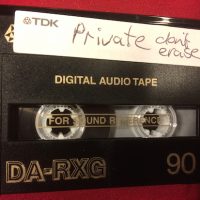 TDK
Private don't
erase
DIGITAL AUDIO TAPE
FOR SOUND REFERENCE
DA-RXG 90